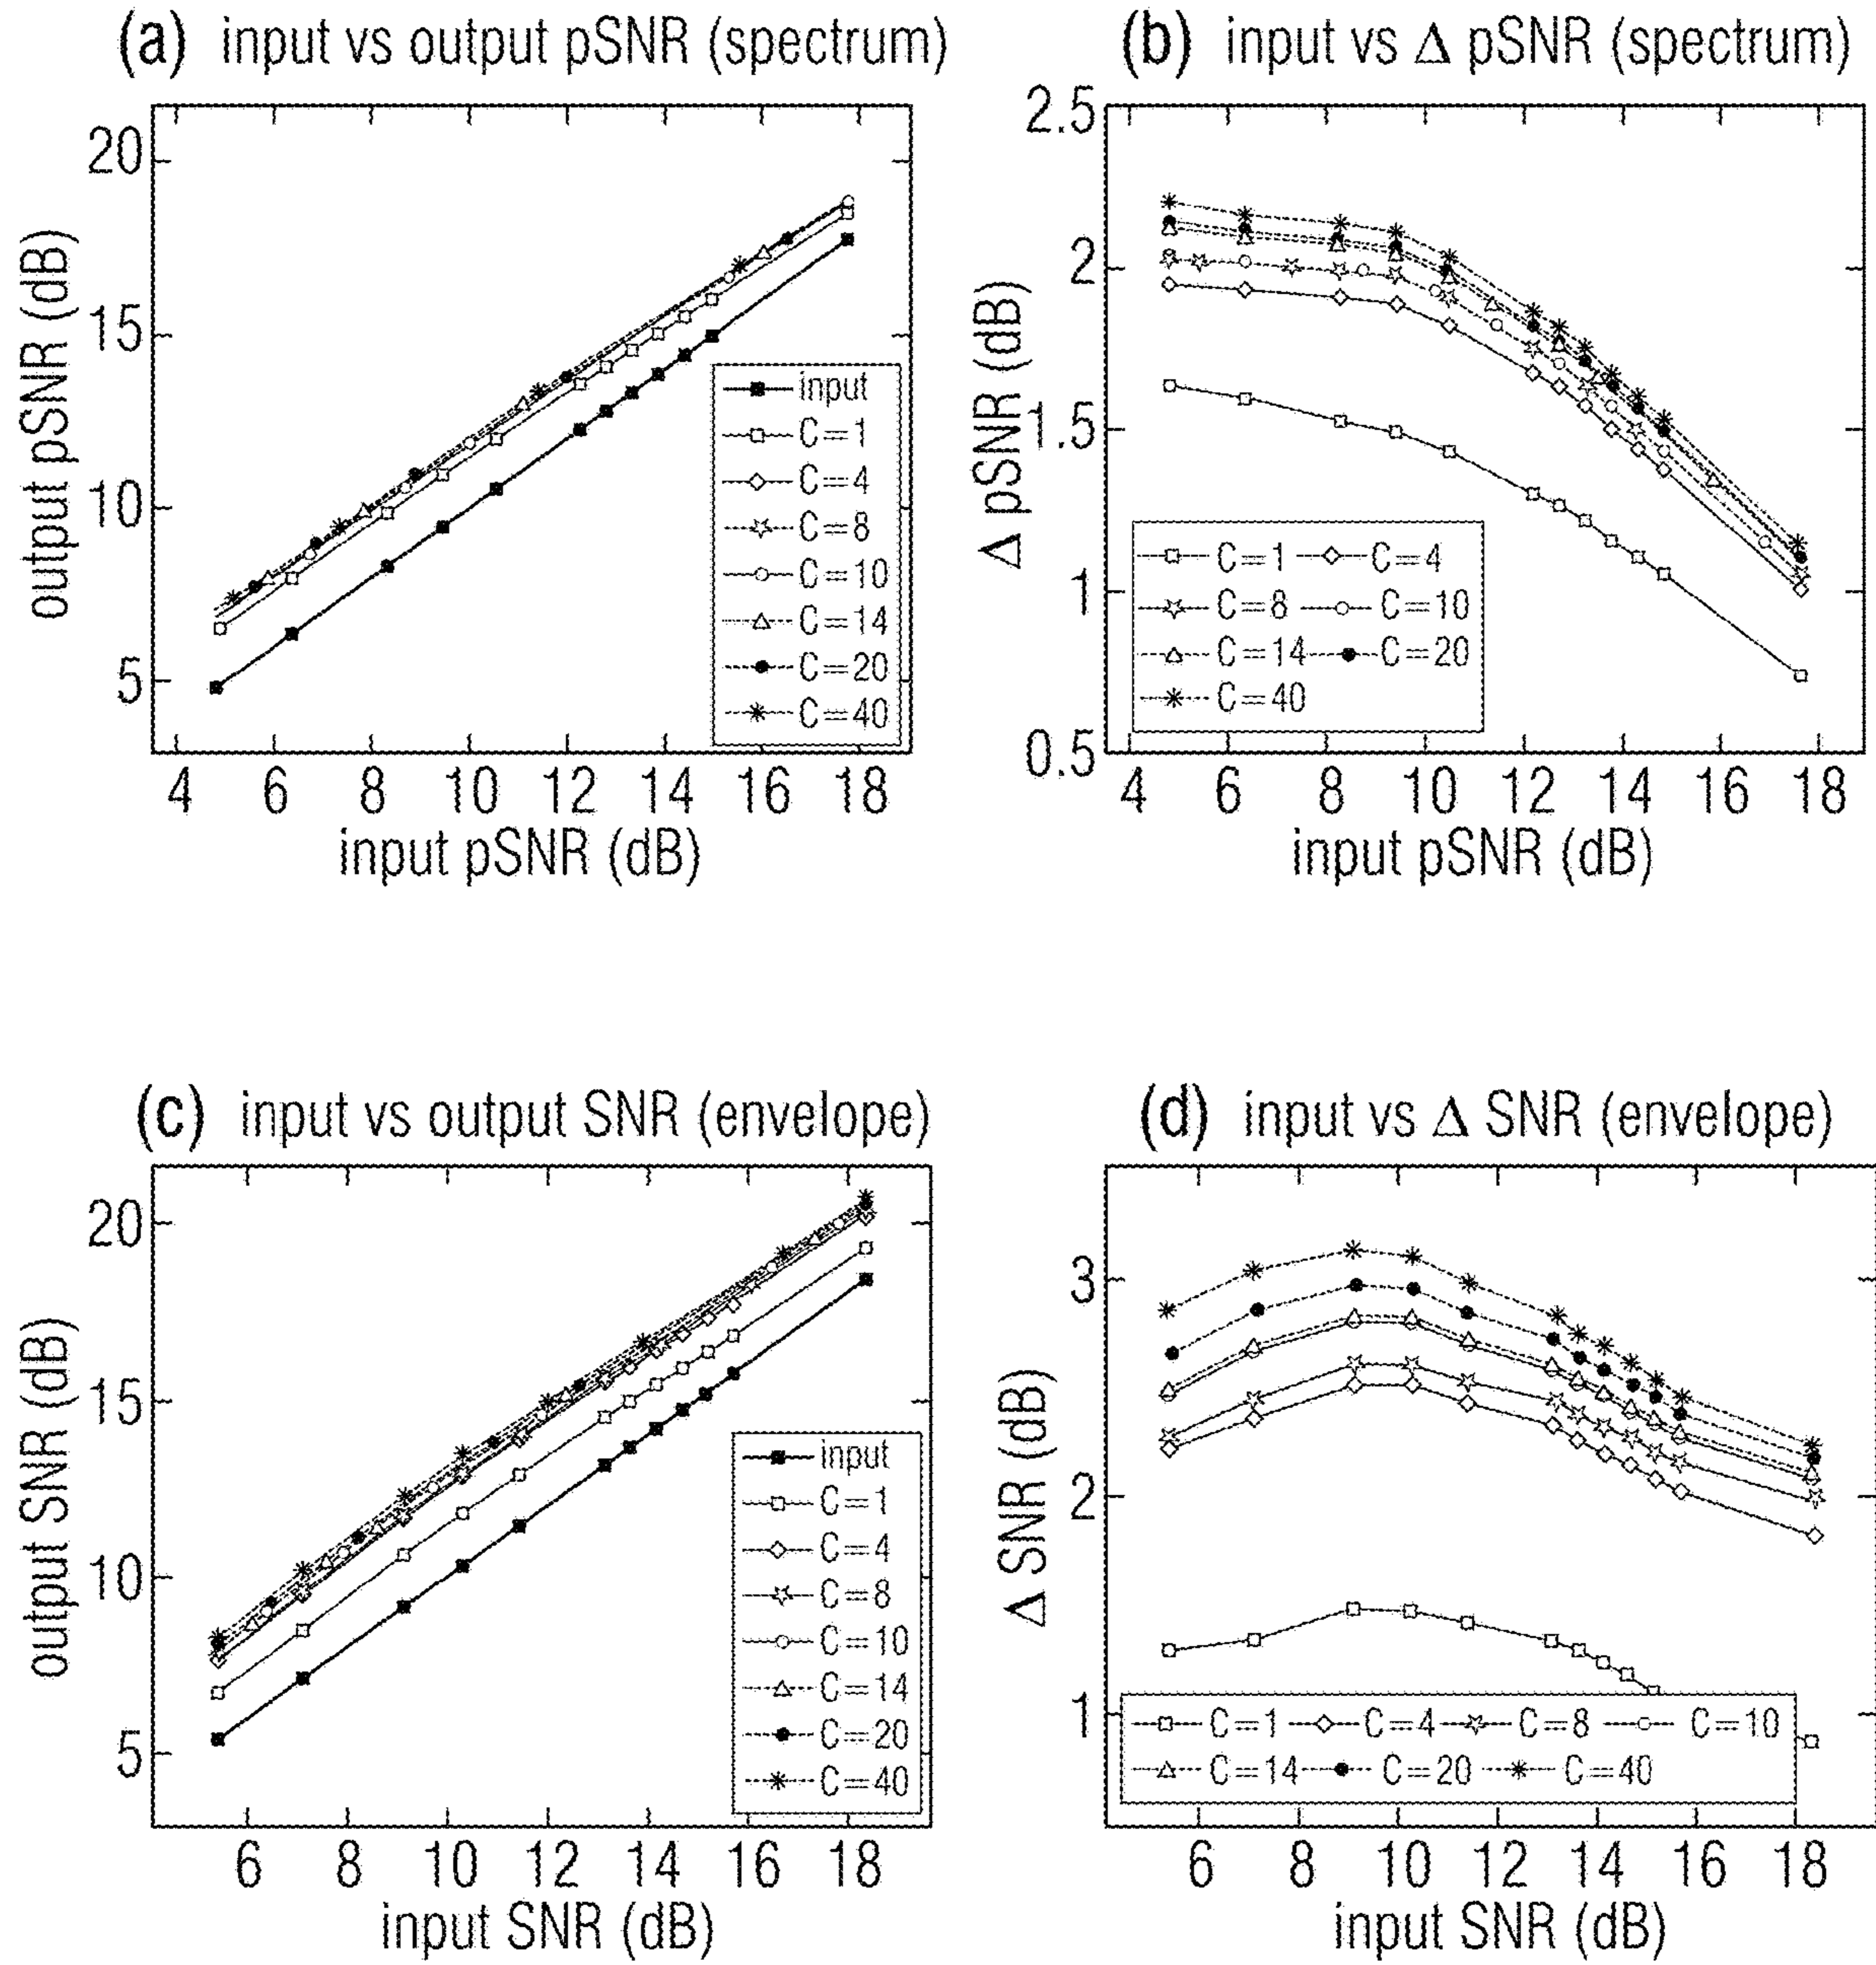 (a) input vs output pSNR (spectrum)
20
15
10
5
output pSNR (dB)
input
C=1
C=4
C=8
C=10
C=14
C=20
C=40
4 6 8 10 12 14 16 18
input pSNR (dB)
(b) input vs Δ pSNR (spectrum)
2.5
2
1.5
1
0.5
Δ pSNR (dB)
C=1 C=4
C=8 C=10
C=14 C=20
C=40
4 6 8 10 12 14 16 18
input pSNR (dB)
(c) input vs output SNR (envelope)
20
15
10
5
output SNR (dB)
input
C=1
C=4
C=8
C=10
C=14
C=20
C=40
6 8 10 12 14 16 18
input SNR (dB)
(d) input vs Δ SNR (envelope)
3
2
1
Δ SNR (dB)
C=1 C=4 C=8 C=10
C=14 C=20 C=40
6 8 10 12 14 16 18
input SNR (dB)